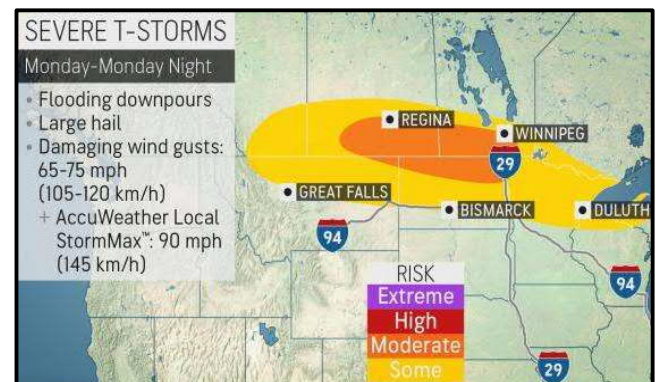 SEVERE T-STORMS
Monday-Monday Night
• Flooding downpours
• Large hail
• Damaging wind gusts:
65-75 mph
(105-120 km/h)
+ AccuWeather Local
StormMax™: 90 mph
(145 km/h)
REGINA
WINNIPEG
29
GREAT FALLS
BISMARCK
DULUTH
94
94
RISK
Extreme
High
Moderate
Some
29